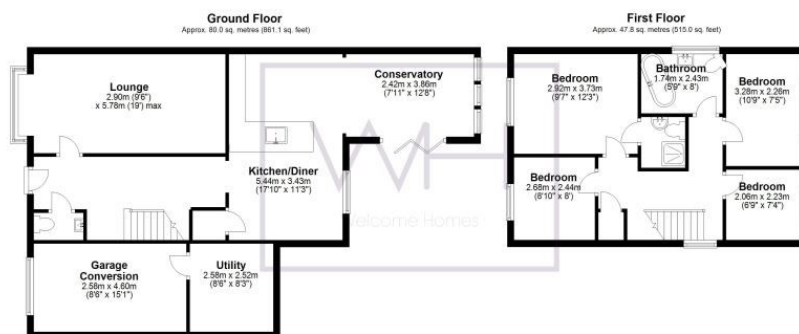 Ground Floor
Approx. 80.0 sq. metres (861.1 sq. feet)
Lounge
2.90m (9'6")
x 5.78m (19') max
Conservatory
2.42m x 3.86m
(7'11" x 12'8")
Kitchen/Diner
5.44m x 3.43m
(17'10" x 11'3")
Garage
Conversion
2.58m x 4.60m
(8'6" x 15'1")
Utility
2.58m x 2.52m
(8'6" x 8'3")
First Floor
Approx. 47.8 sq. metres (515.0 sq. feet)
Bedroom
2.92m x 3.73m
(9'7" x 12'3")
Bathroom
1.74m x 2.43m
(5'9" x 8')
Bedroom
3.28m x 2.26m
(10'9" x 7'5")
Bedroom
2.68m x 2.44m
(8'10" x 8')
Bedroom
2.06m x 2.23m
(6'9" x 7'4")
WH
Welcome Homes